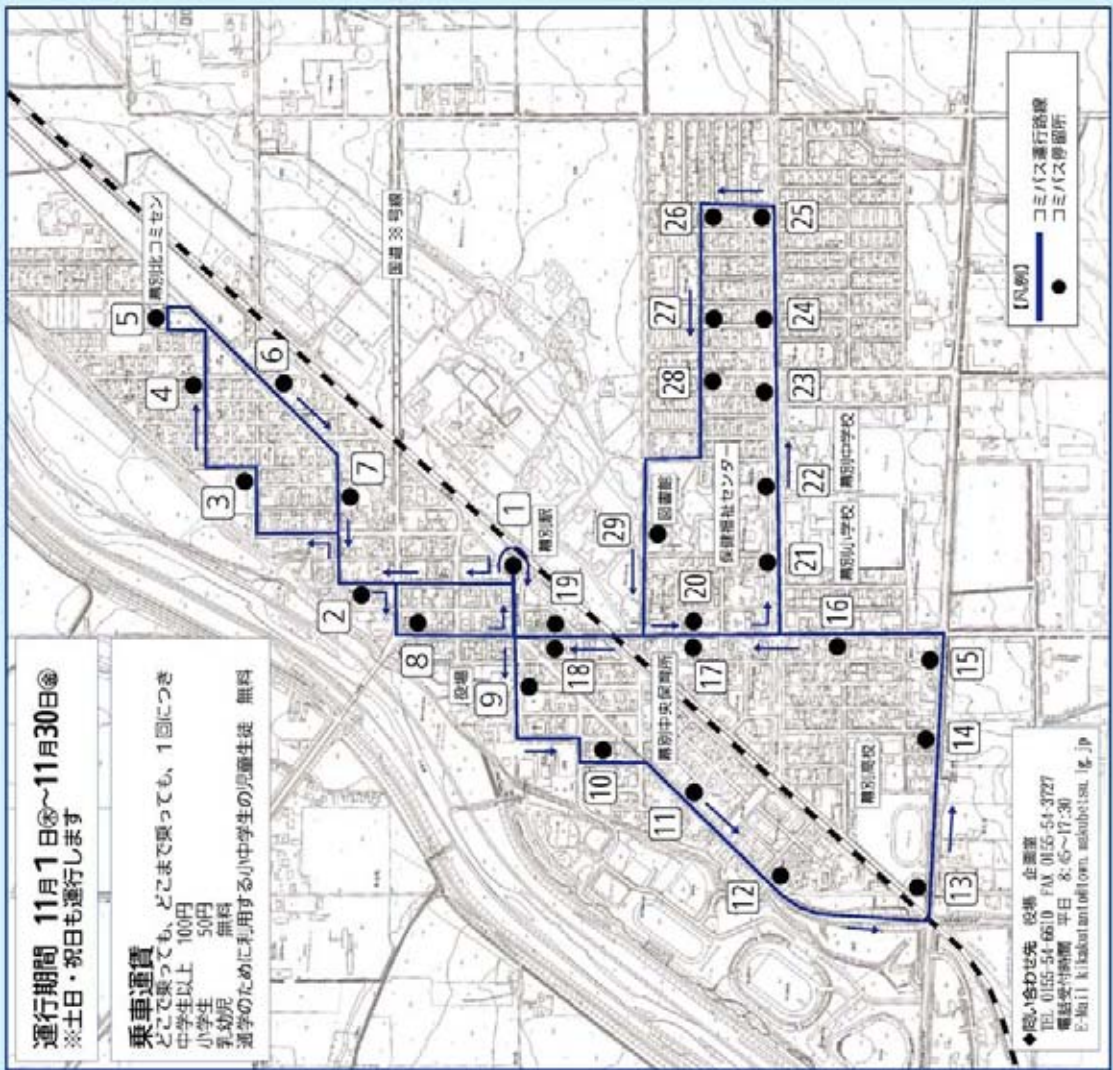 運行期間 11月1日㊍～11月30日㊎
※土日・祝日も運行します
乗車運賃
どこで乗っても、どこまで乗っても、1回につき
中学生以上 100円
小学生 50円
乳幼児 無料
通学のために利用する小中学生の児童生徒 無料
5
幕別北コミセン
4
6
3
7
国道38号線
2
8
1
幕別駅
役場
9
19
18
10
幕別中央保育所
11
12
17
20
29
図書館
保健福祉センター
28
27
26
25
24
23
22
幕別中学校
21
幕別小学校
16
15
14
幕別高校
13
【凡例】
コミバス運行路線
コミバス停留所
◆問い合わせ先 役場 企画室
TEL 0155-54-6610 FAX 0155-54-3727
電話受付時間 平日 8:45～17:30
E-Mail